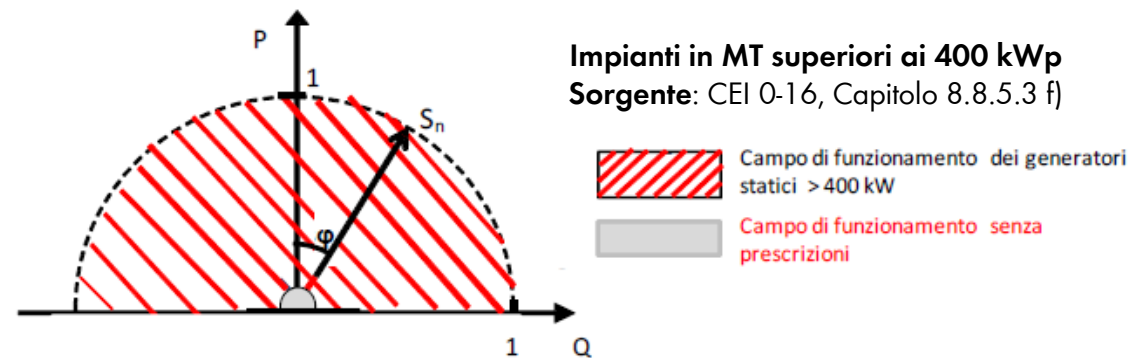 P
1
Sn
φ
1
Q
Impianti in MT superiori ai 400 kWp
Sorgente: CEI 0-16, Capitolo 8.8.5.3 f)
Campo di funzionamento dei generatori
statici > 400 kW
Campo di funzionamento senza
prescrizioni